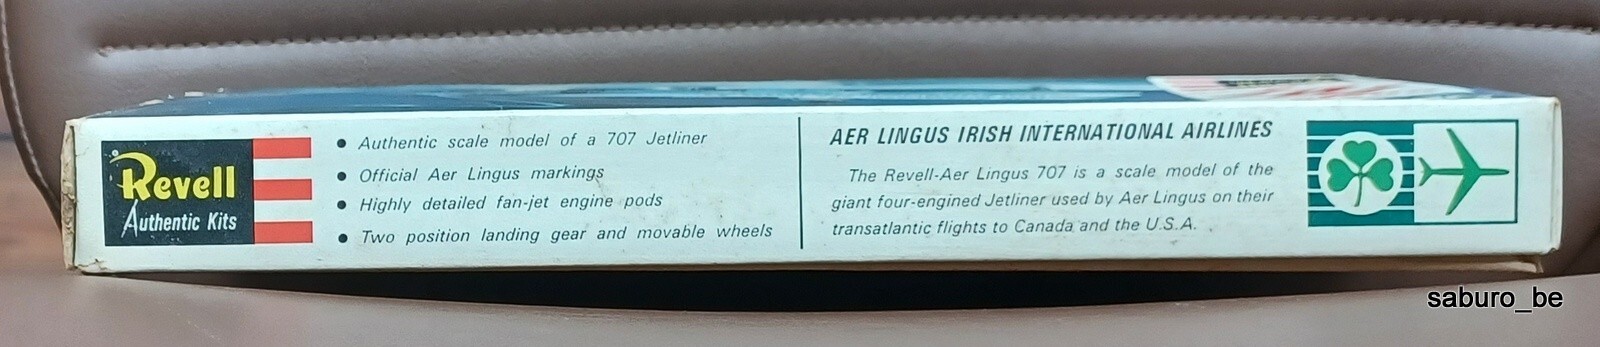 Revell
Authentic Kits
● Authentic scale model of a 707 Jetliner
● Official Aer Lingus markings
● Highly detailed fan-jet engine pods
● Two position landing gear and movable wheels
AER LINGUS IRISH INTERNATIONAL AIRLINES
The Revell-Aer Lingus 707 is a scale model of the
giant four-engined Jetliner used by Aer Lingus on their
transatlantic flights to Canada and the U.S.A.
saburo_be